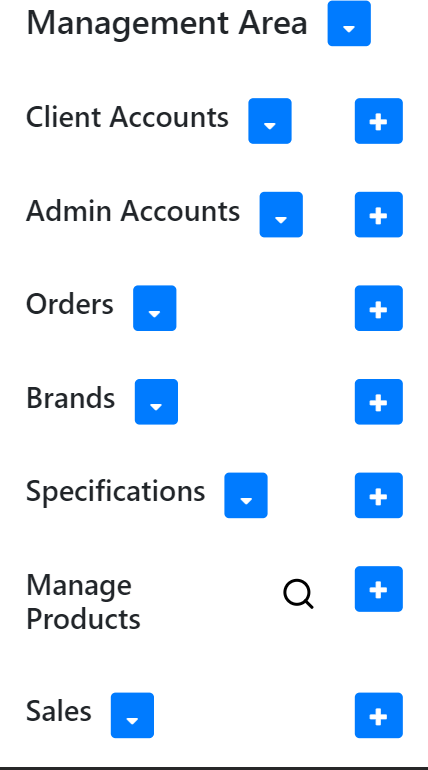 Management Area
Client Accounts
Admin Accounts
Orders
Brands
Specifications
Manage
Products
Sales